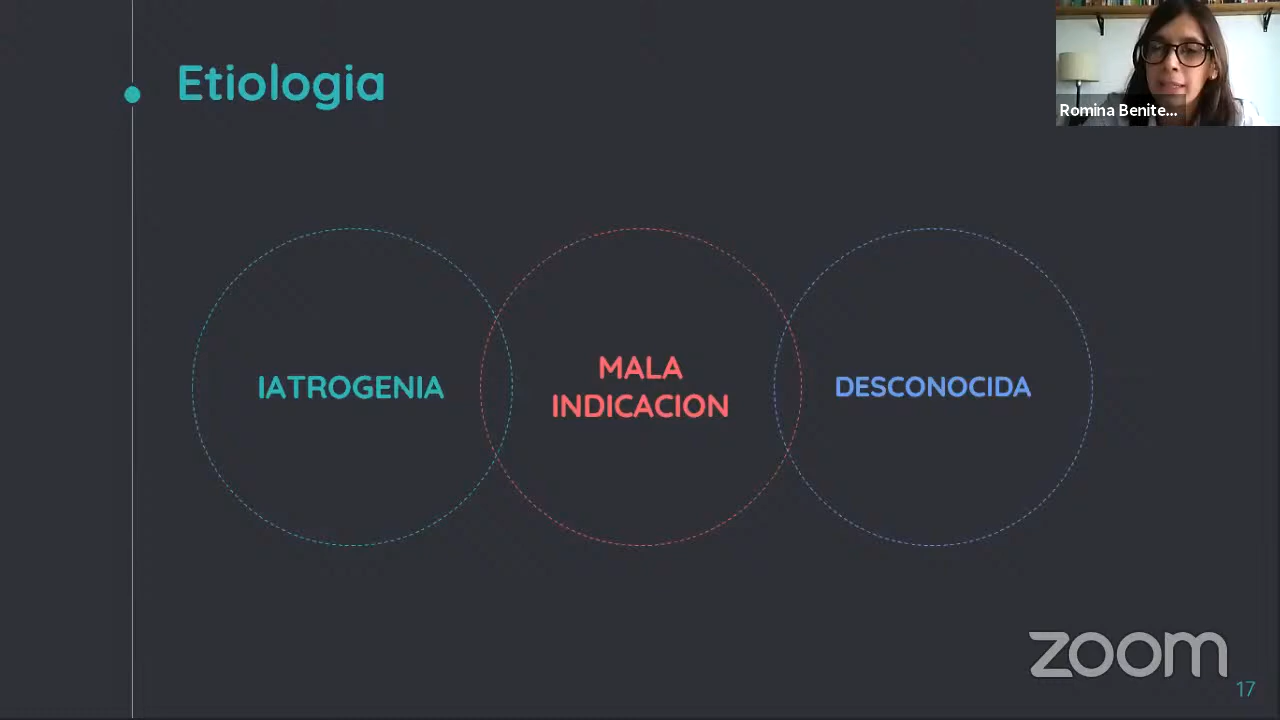 Etiologia
Romina Benite...
IATROGENIA
MALA
INDICACION
DESCONOCIDA
zoom
17